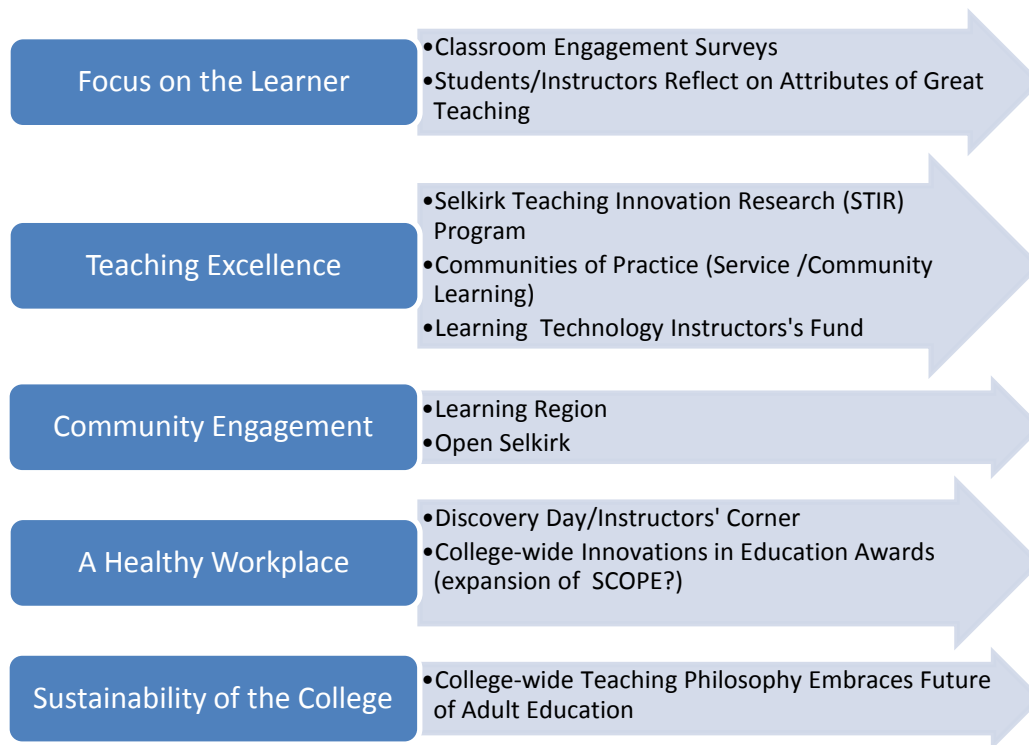 Focus on the Learner
•Classroom Engagement Surveys
•Students/Instructors Reflect on Attributes of Great
Teaching
Teaching Excellence
•Selkirk Teaching Innovation Research (STIR)
Program
•Communities of Practice (Service /Community
Learning)
•Learning  Technology Instructors's Fund
Community Engagement
•Learning Region
•Open Selkirk
A Healthy Workplace
•Discovery Day/Instructors' Corner
•College-wide Innovations in Education Awards
(expansion of  SCOPE?)
Sustainability of the College
•College-wide Teaching Philosophy Embraces Future
of Adult Education